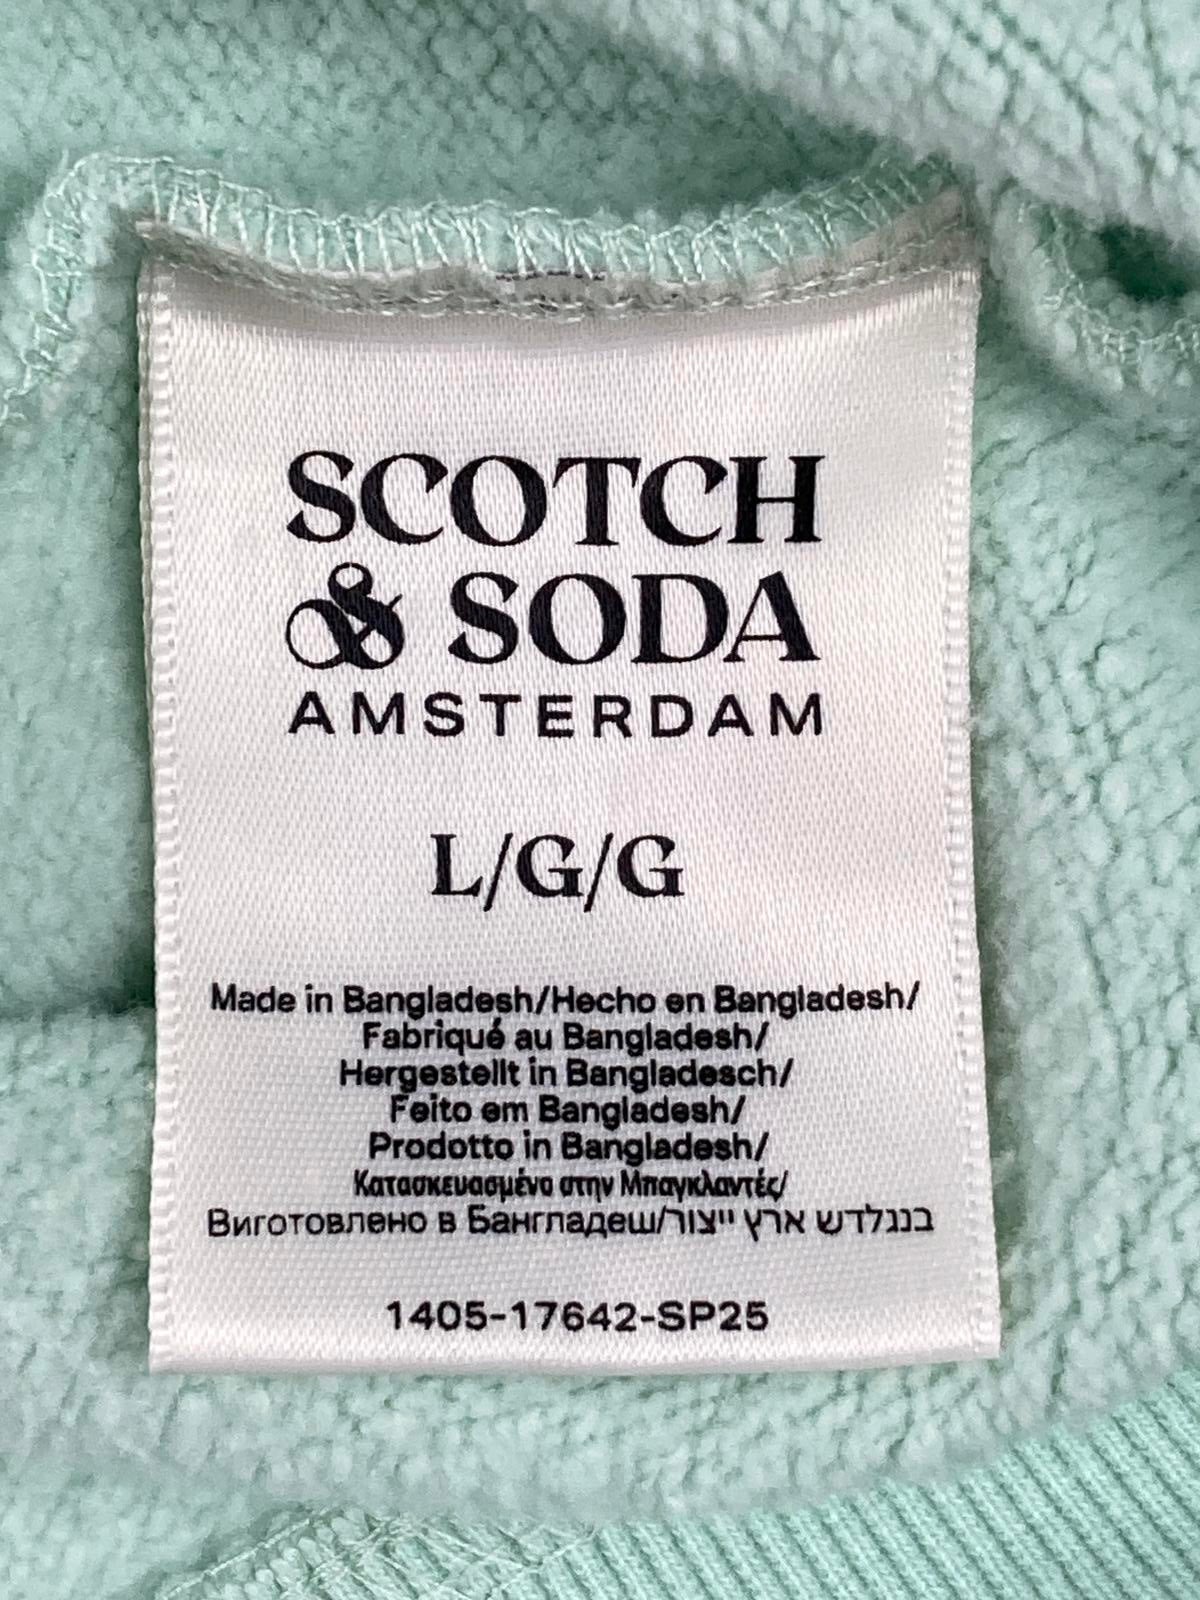 SCOTCH
& SODA
AMSTERDAM
L/G/G
Made in Bangladesh/Hecho en Bangladesh/
Fabriqué au Bangladesh/
Hergestellt in Bangladesch/
Feito em Bangladesh/
Prodotto in Bangladesh/
Κατασκευασμένο στην Μπαγκλαντές/
Виготовлено в Бангладеш/בנגלדש ארץ ייצור
1405-17642-SP25